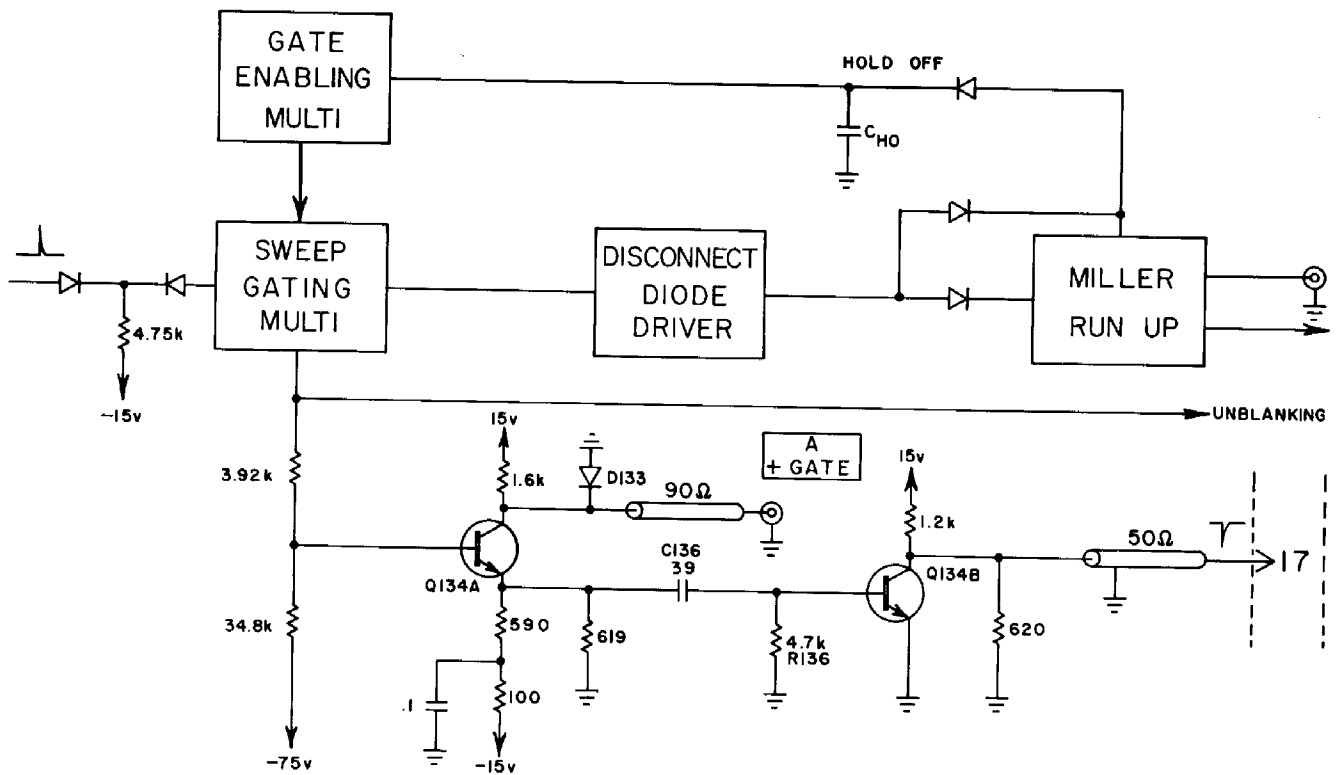 GATE
ENABLING
MULTI
HOLD OFF
CHO
SWEEP
GATING
MULTI
DISCONNECT
DIODE
DRIVER
MILLER
RUN UP
4.75k
-15v
UNBLANKING
3.92k
15v
1.6k
D133
90Ω
A
+ GATE
15v
1.2k
50Ω
17
Q134A
C136
39
Q134B
34.8k
590
619
4.7k
R136
620
.1
100
-75v
-15v